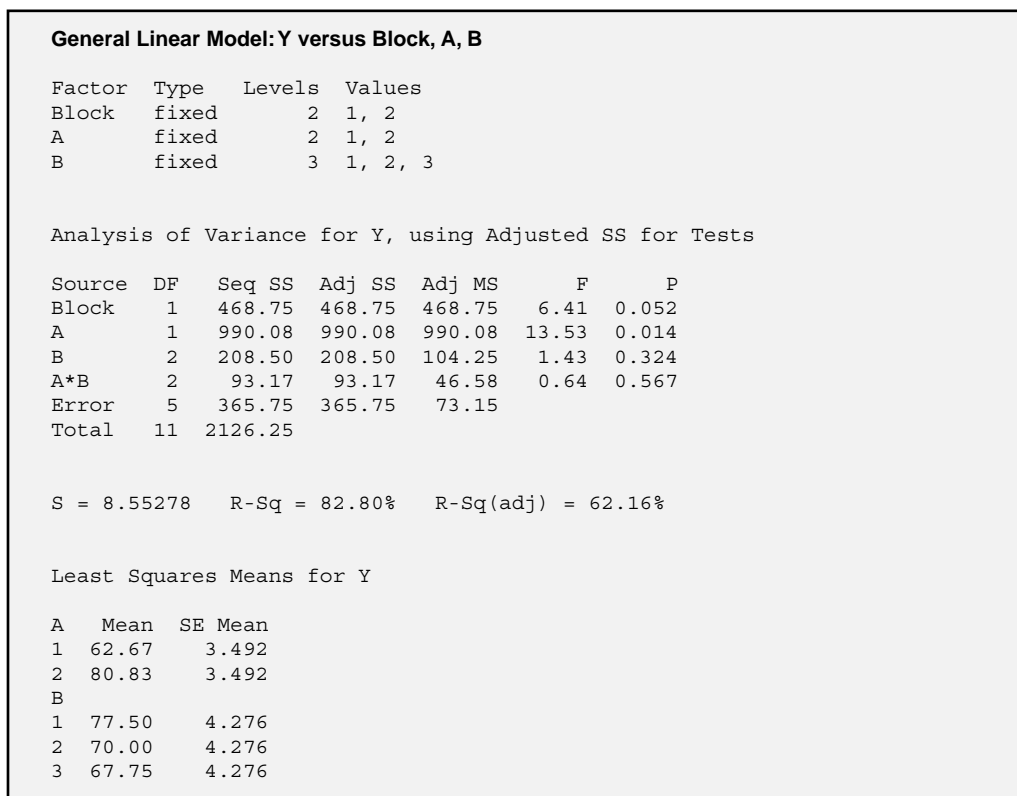 General Linear Model: Y versus Block, A, B
Factor  Type   Levels  Values
Block   fixed       2  1, 2
A       fixed       2  1, 2
B       fixed       3  1, 2, 3
Analysis of Variance for Y, using Adjusted SS for Tests
Source  DF   Seq SS  Adj SS  Adj MS      F      P
Block    1   468.75  468.75  468.75   6.41  0.052
A        1   990.08  990.08  990.08  13.53  0.014
B        2   208.50  208.50  104.25   1.43  0.324
A*B      2    93.17   93.17   46.58   0.64  0.567
Error    5   365.75  365.75   73.15
Total   11  2126.25
S = 8.55278   R-Sq = 82.80%   R-Sq(adj) = 62.16%
Least Squares Means for Y
A   Mean  SE Mean
1  62.67    3.492
2  80.83    3.492
B
1  77.50    4.276
2  70.00    4.276
3  67.75    4.276